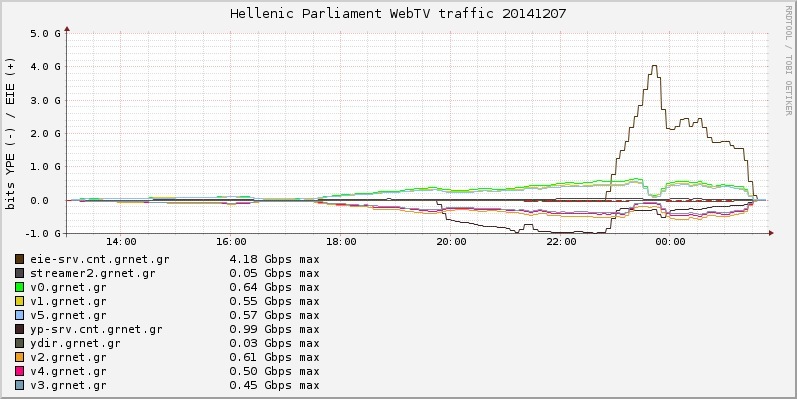 Hellenic Parliament WebTV traffic 20141207
RRDTOOL / TOBI OETIKER
bits YPE (-) / EIE (+)
5.0 G
4.0 G
3.0 G
2.0 G
1.0 G
0.0
-1.0 G
14:00 16:00 18:00 20:00 22:00 00:00
eie-srv.cnt.grnet.gr 4.18 Gbps max
streamer2.grnet.gr 0.05 Gbps max
v0.grnet.gr 0.64 Gbps max
v1.grnet.gr 0.55 Gbps max
v5.grnet.gr 0.57 Gbps max
yp-srv.cnt.grnet.gr 0.99 Gbps max
ydir.grnet.gr 0.03 Gbps max
v2.grnet.gr 0.61 Gbps max
v4.grnet.gr 0.50 Gbps max
v3.grnet.gr 0.45 Gbps max